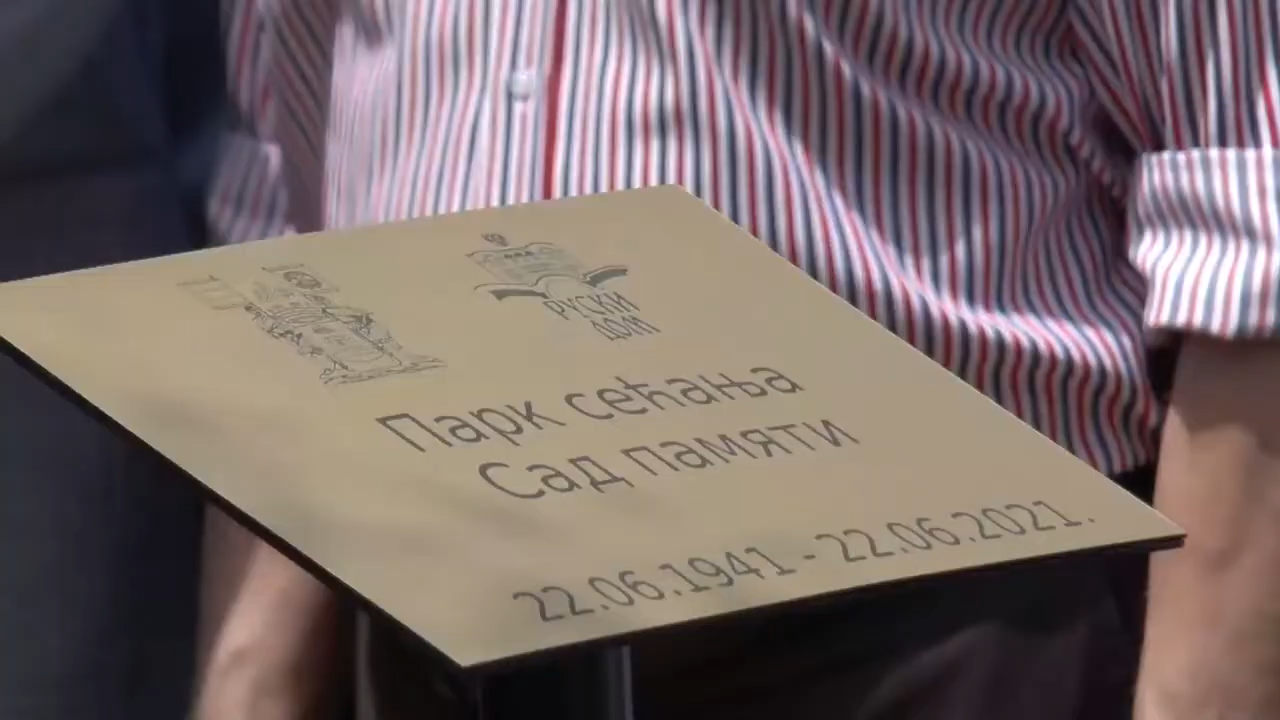 РУСКИ
ДОМ
Парк сећања
Сад памяти
22.06.1941 - 22.06.2021.